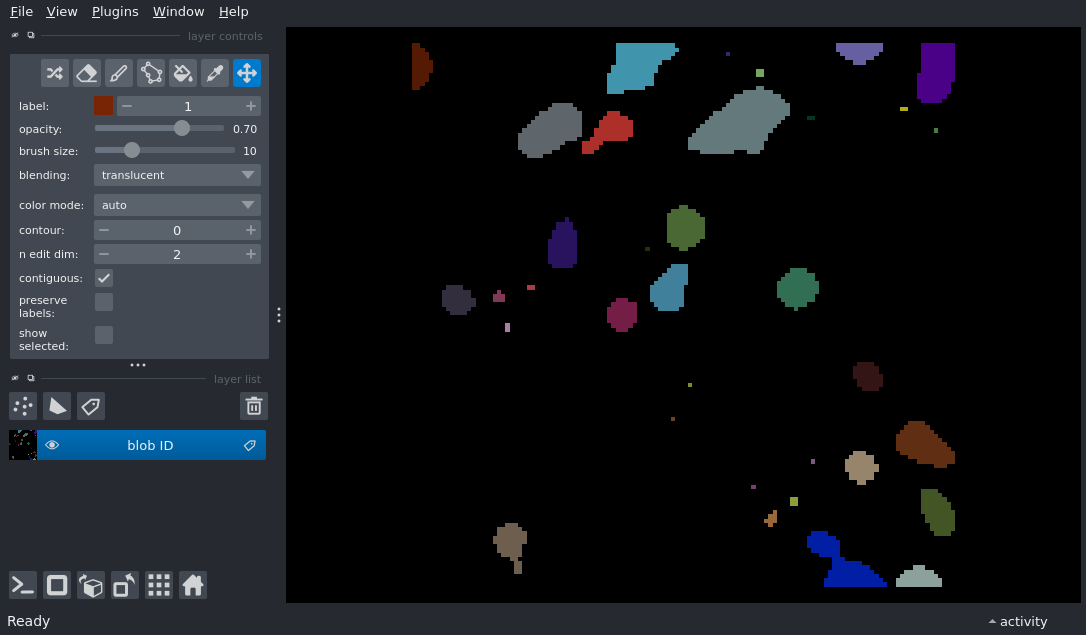 File View Plugins Window Help
layer controls
label: 1
opacity: 0.70
brush size: 10
blending: translucent
color mode: auto
contour: 0
n edit dim: 2
contiguous:
preserve
labels:
show
selected:
layer list
blob ID
Ready
activity